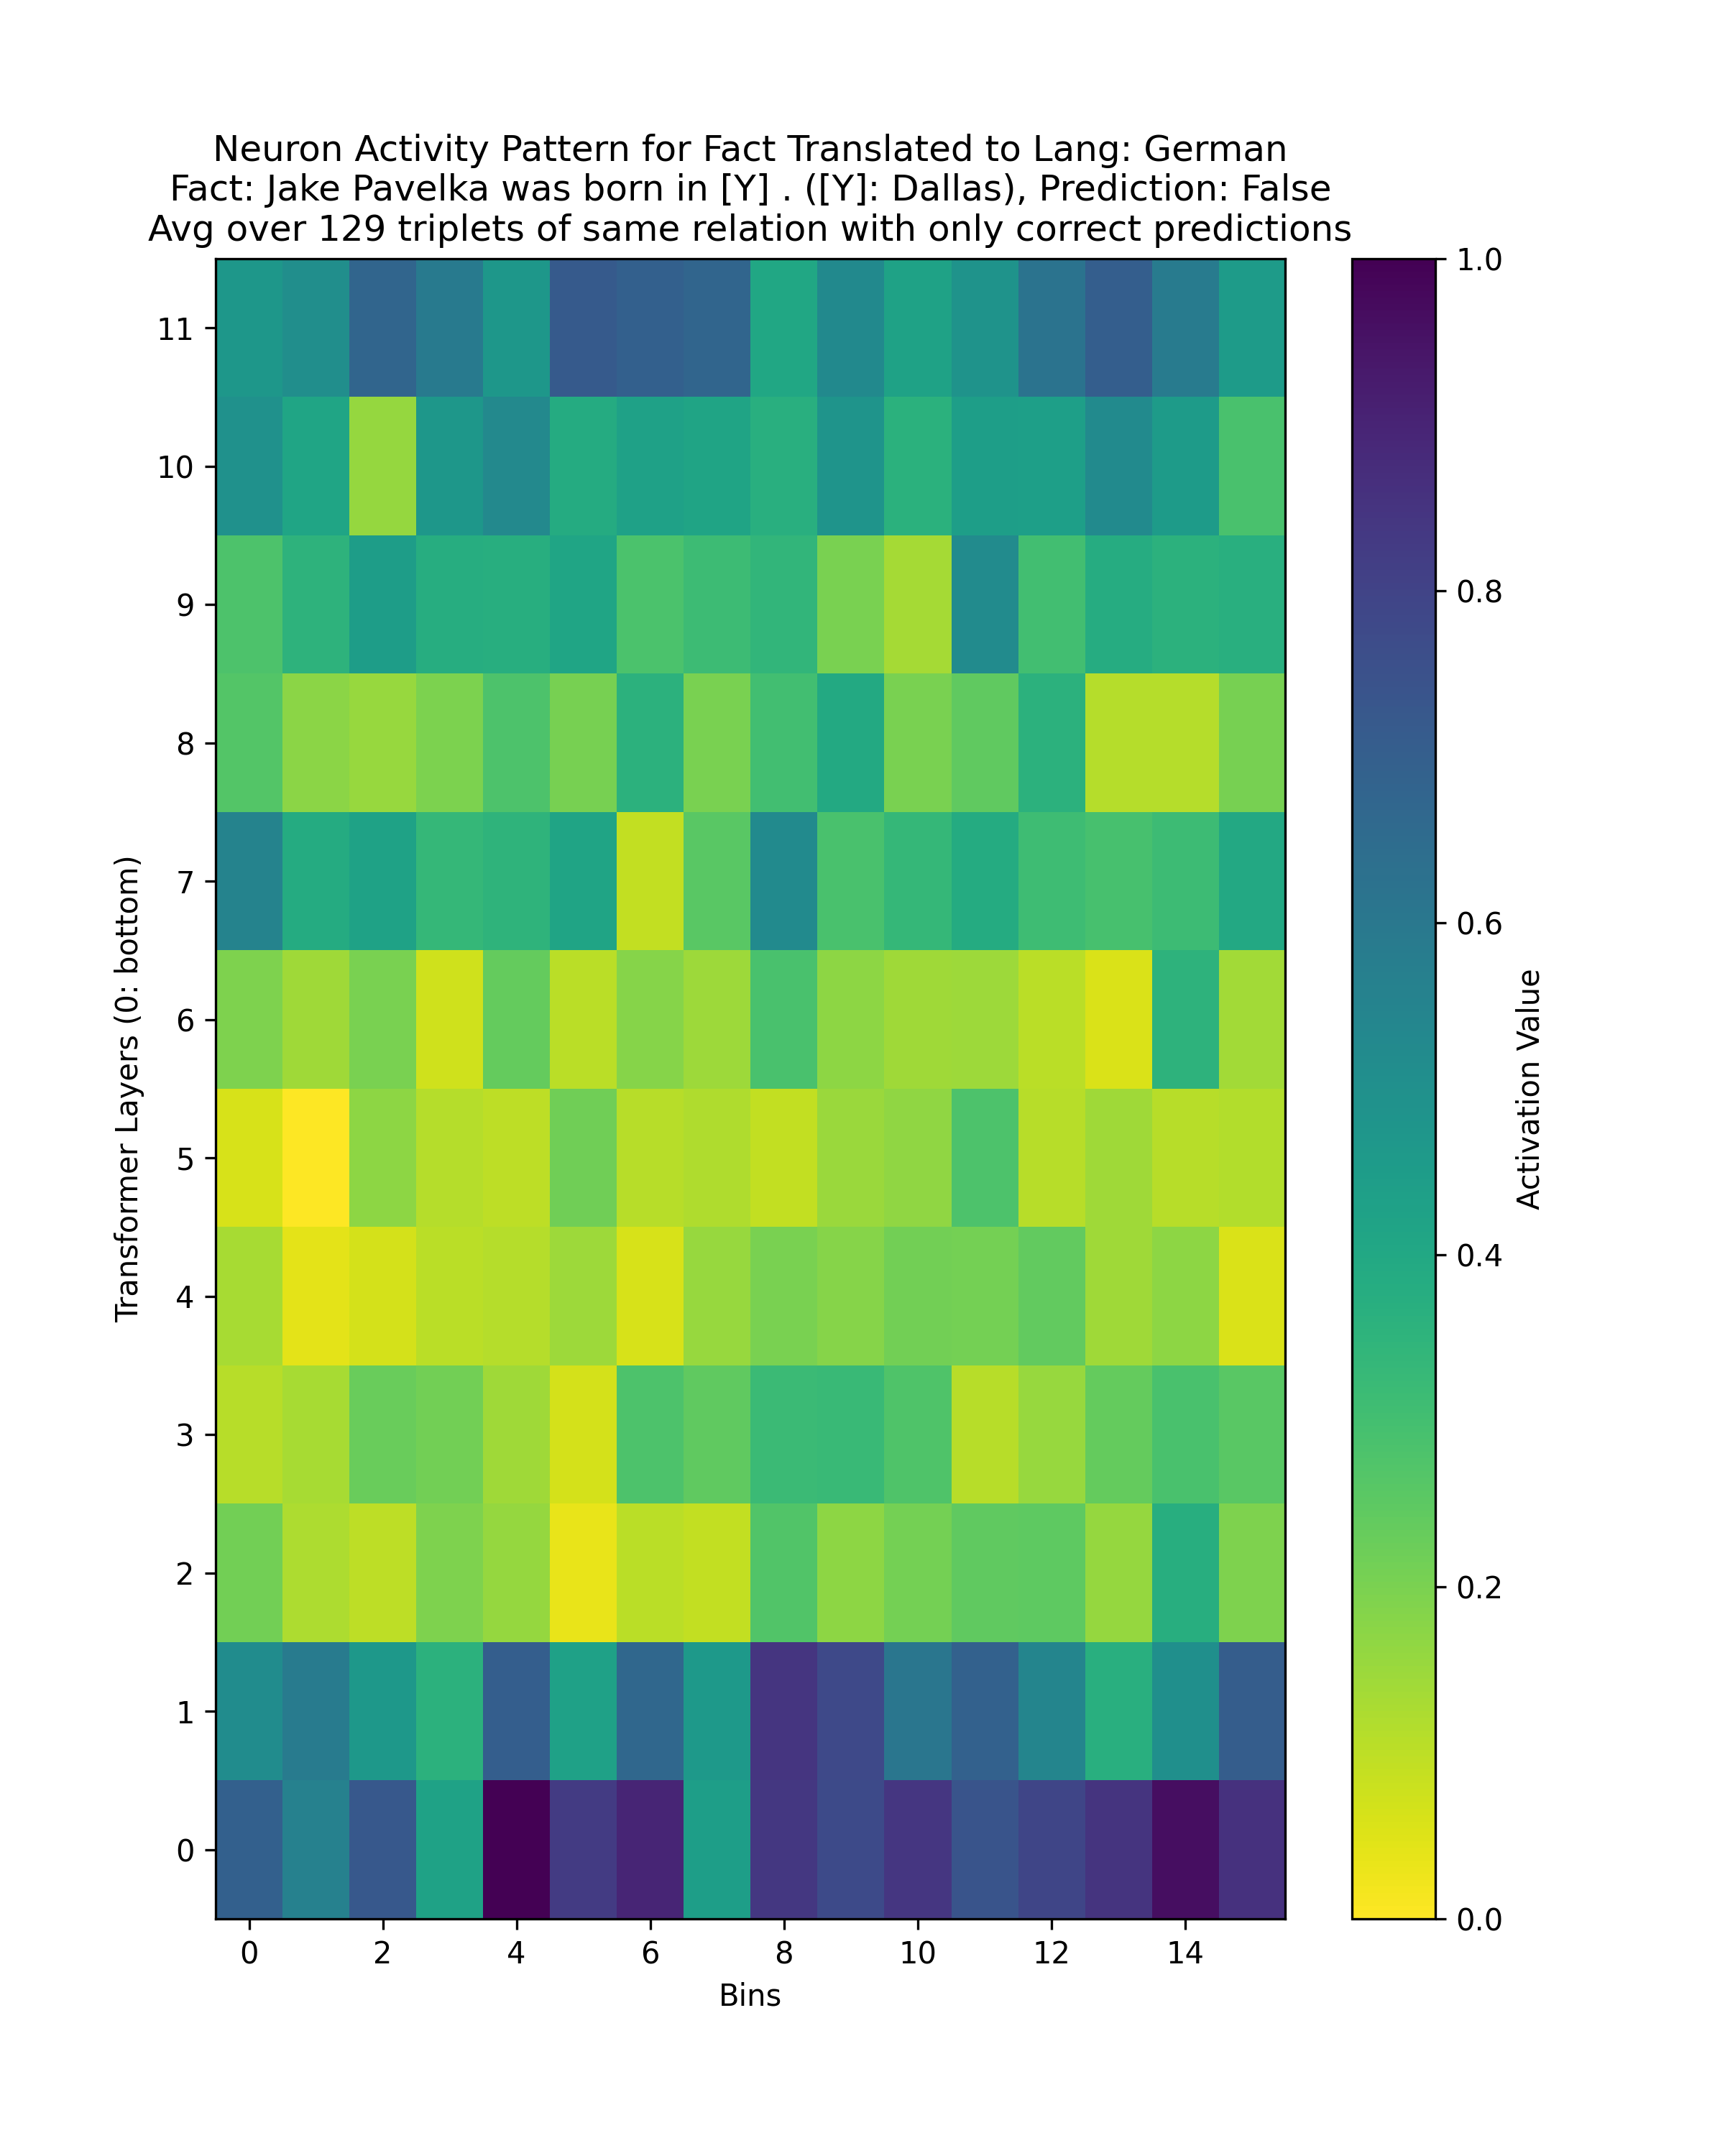 Neuron Activity Pattern for Fact Translated to Lang: German
Fact: Jake Pavelka was born in [Y] . ([Y]: Dallas), Prediction: False
Avg over 129 triplets of same relation with only correct predictions
11
10
9
8
7
6
5
4
3
2
1
0
Transformer Layers (0: bottom)
0 2 4 6 8 10 12 14
Bins
1.0
0.8
0.6
0.4
0.2
0.0
Activation Value